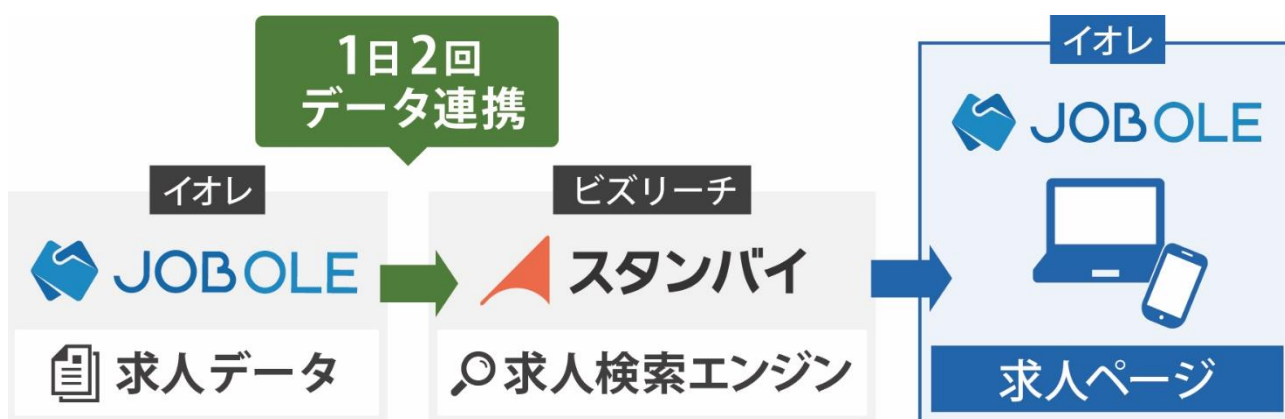 1日2回
データ連携
イオレ
JOBOLE
求人データ
ビズリーチ
スタンバイ
求人検索エンジン
イオレ
JOBOLE
求人ページ